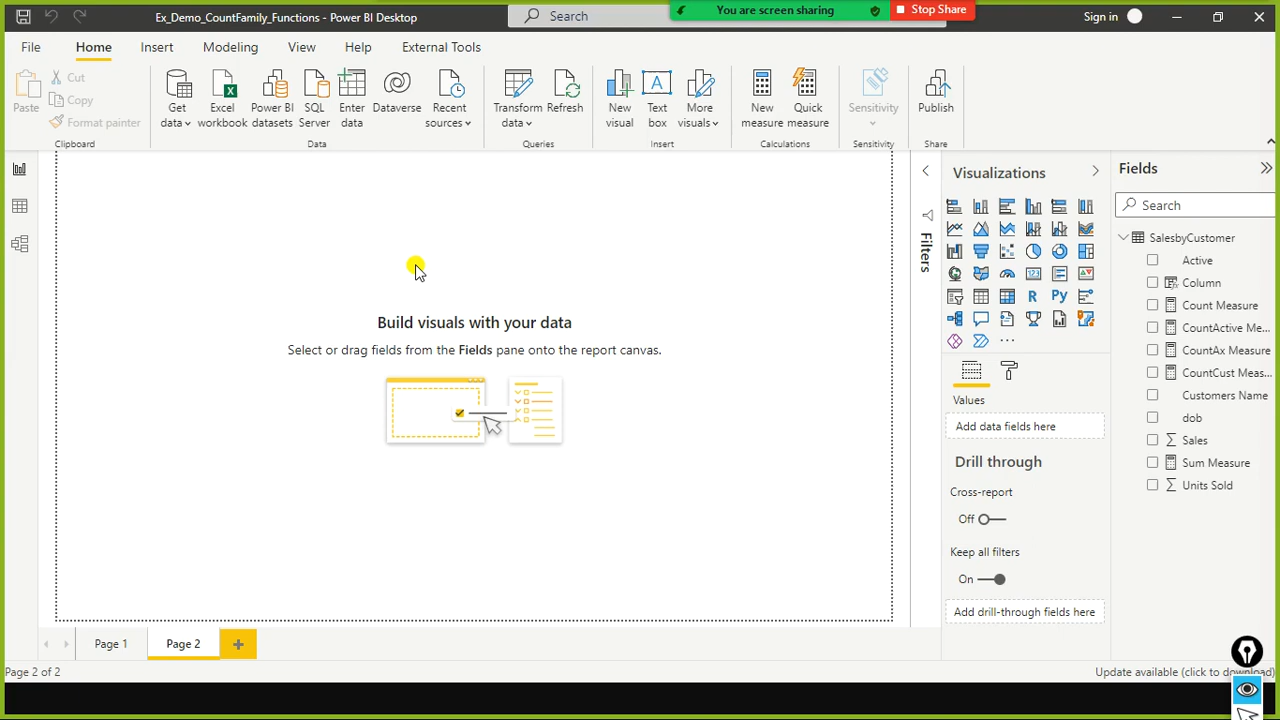 Ex_Demo_CountFamily_Functions - Power BI Desktop
Search
You are screen sharing
Stop Share
Sign in
File
Home
Insert
Modeling
View
Help
External Tools
Paste
Cut
Copy
Format painter
Clipboard
Get data
Excel workbook
Power BI datasets
SQL Server
Enter data
Dataverse
Recent sources
Data
Transform data
Refresh
Queries
New visual
Text box
More visuals
Insert
New measure
Quick measure
Calculations
Sensitivity
Sensitivity
Publish
Share
Build visuals with your data
Select or drag fields from the Fields pane onto the report canvas.
Filters
Visualizations
R
Py
Values
Add data fields here
Drill through
Cross-report
Off
Keep all filters
On
Add drill-through fields here
Fields
Search
SalesbyCustomer
Active
Column
Count Measure
CountActive Me...
CountAx Measure
CountCust Meas...
Customers Name
dob
Sales
Sum Measure
Units Sold
Page 1
Page 2
Page 2 of 2
Update available (click to download)